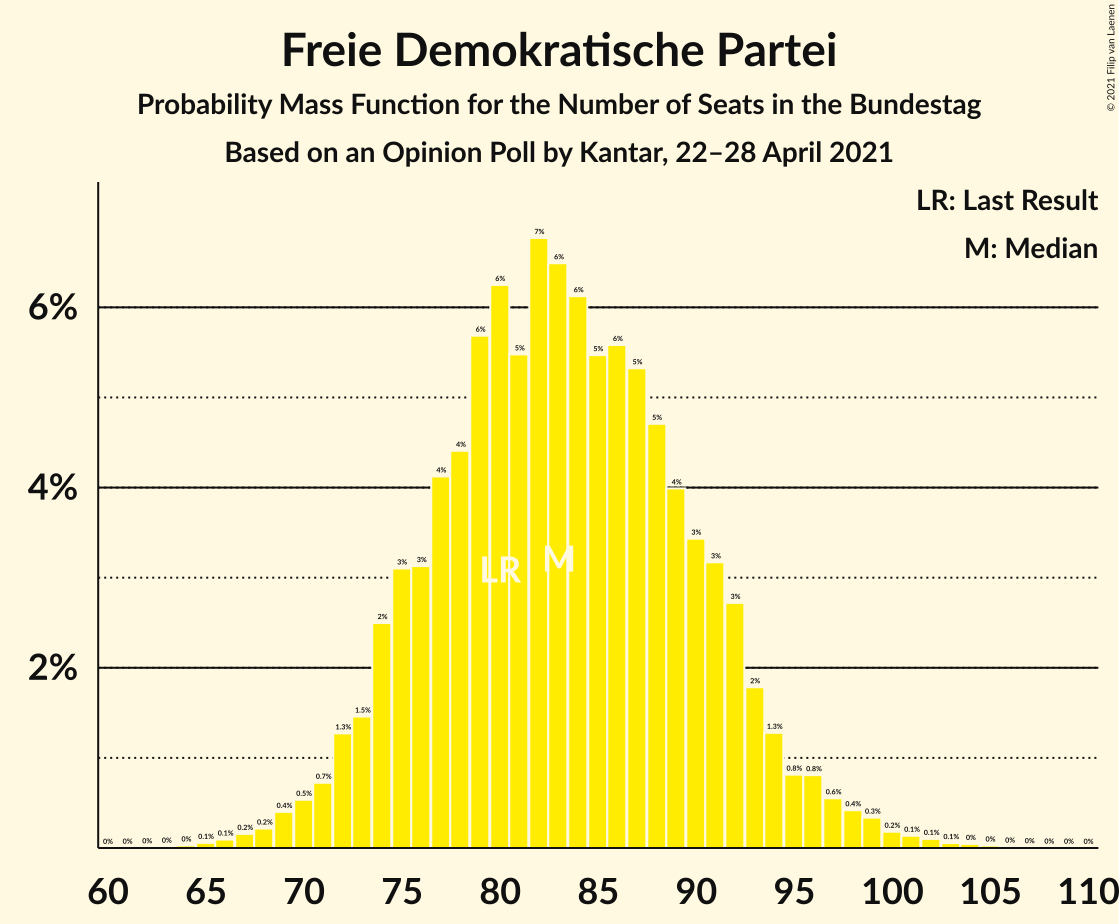 Freie Demokratische Partei
Probability Mass Function for the Number of Seats in the Bundestag
Based on an Opinion Poll by Kantar, 22–28 April 2021
© 2021 Filip van Laenen
LR: Last Result
M: Median
6%
4%
2%
0% 0% 0% 0% 0% 0.1% 0.1% 0.2% 0.2% 0.4% 0.5% 0.7% 1.3% 1.5% 2% 3% 3% 4% 4% 6% 6% 5% 7% 6% 6% 5% 6% 5% 5% 4% 3% 3% 3% 2% 1.3% 0.8% 0.8% 0.6% 0.4% 0.3% 0.2% 0.1% 0.1% 0.1% 0% 0% 0% 0% 0% 0% 0%
LR M
60 65 70 75 80 85 90 95 100 105 110